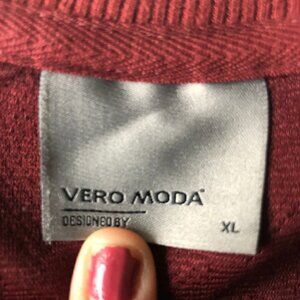 VERO MODA
DESIGNED BY
XL